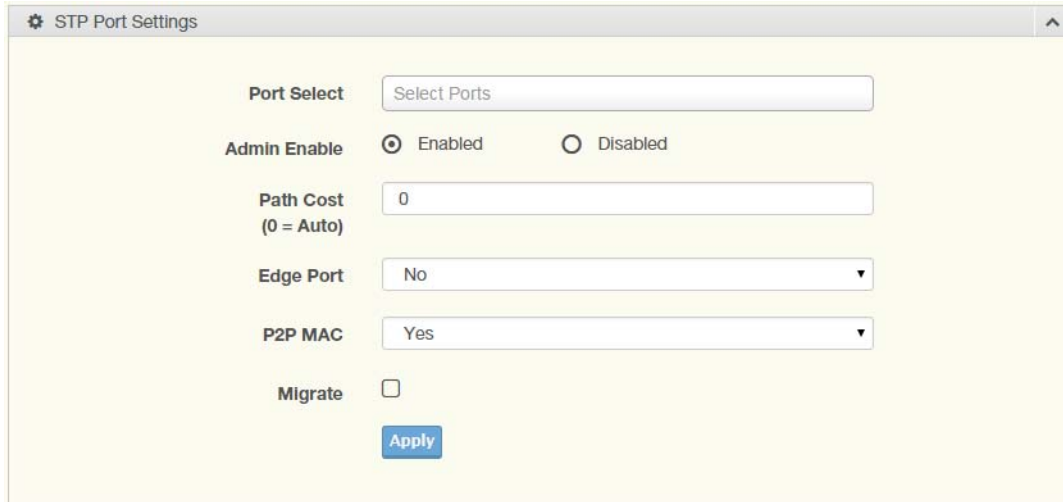 STP Port Settings
Port Select
Select Ports
Admin Enable
Enabled
Disabled
Path Cost
(0 = Auto)
0
Edge Port
No
P2P MAC
Yes
Migrate
Apply